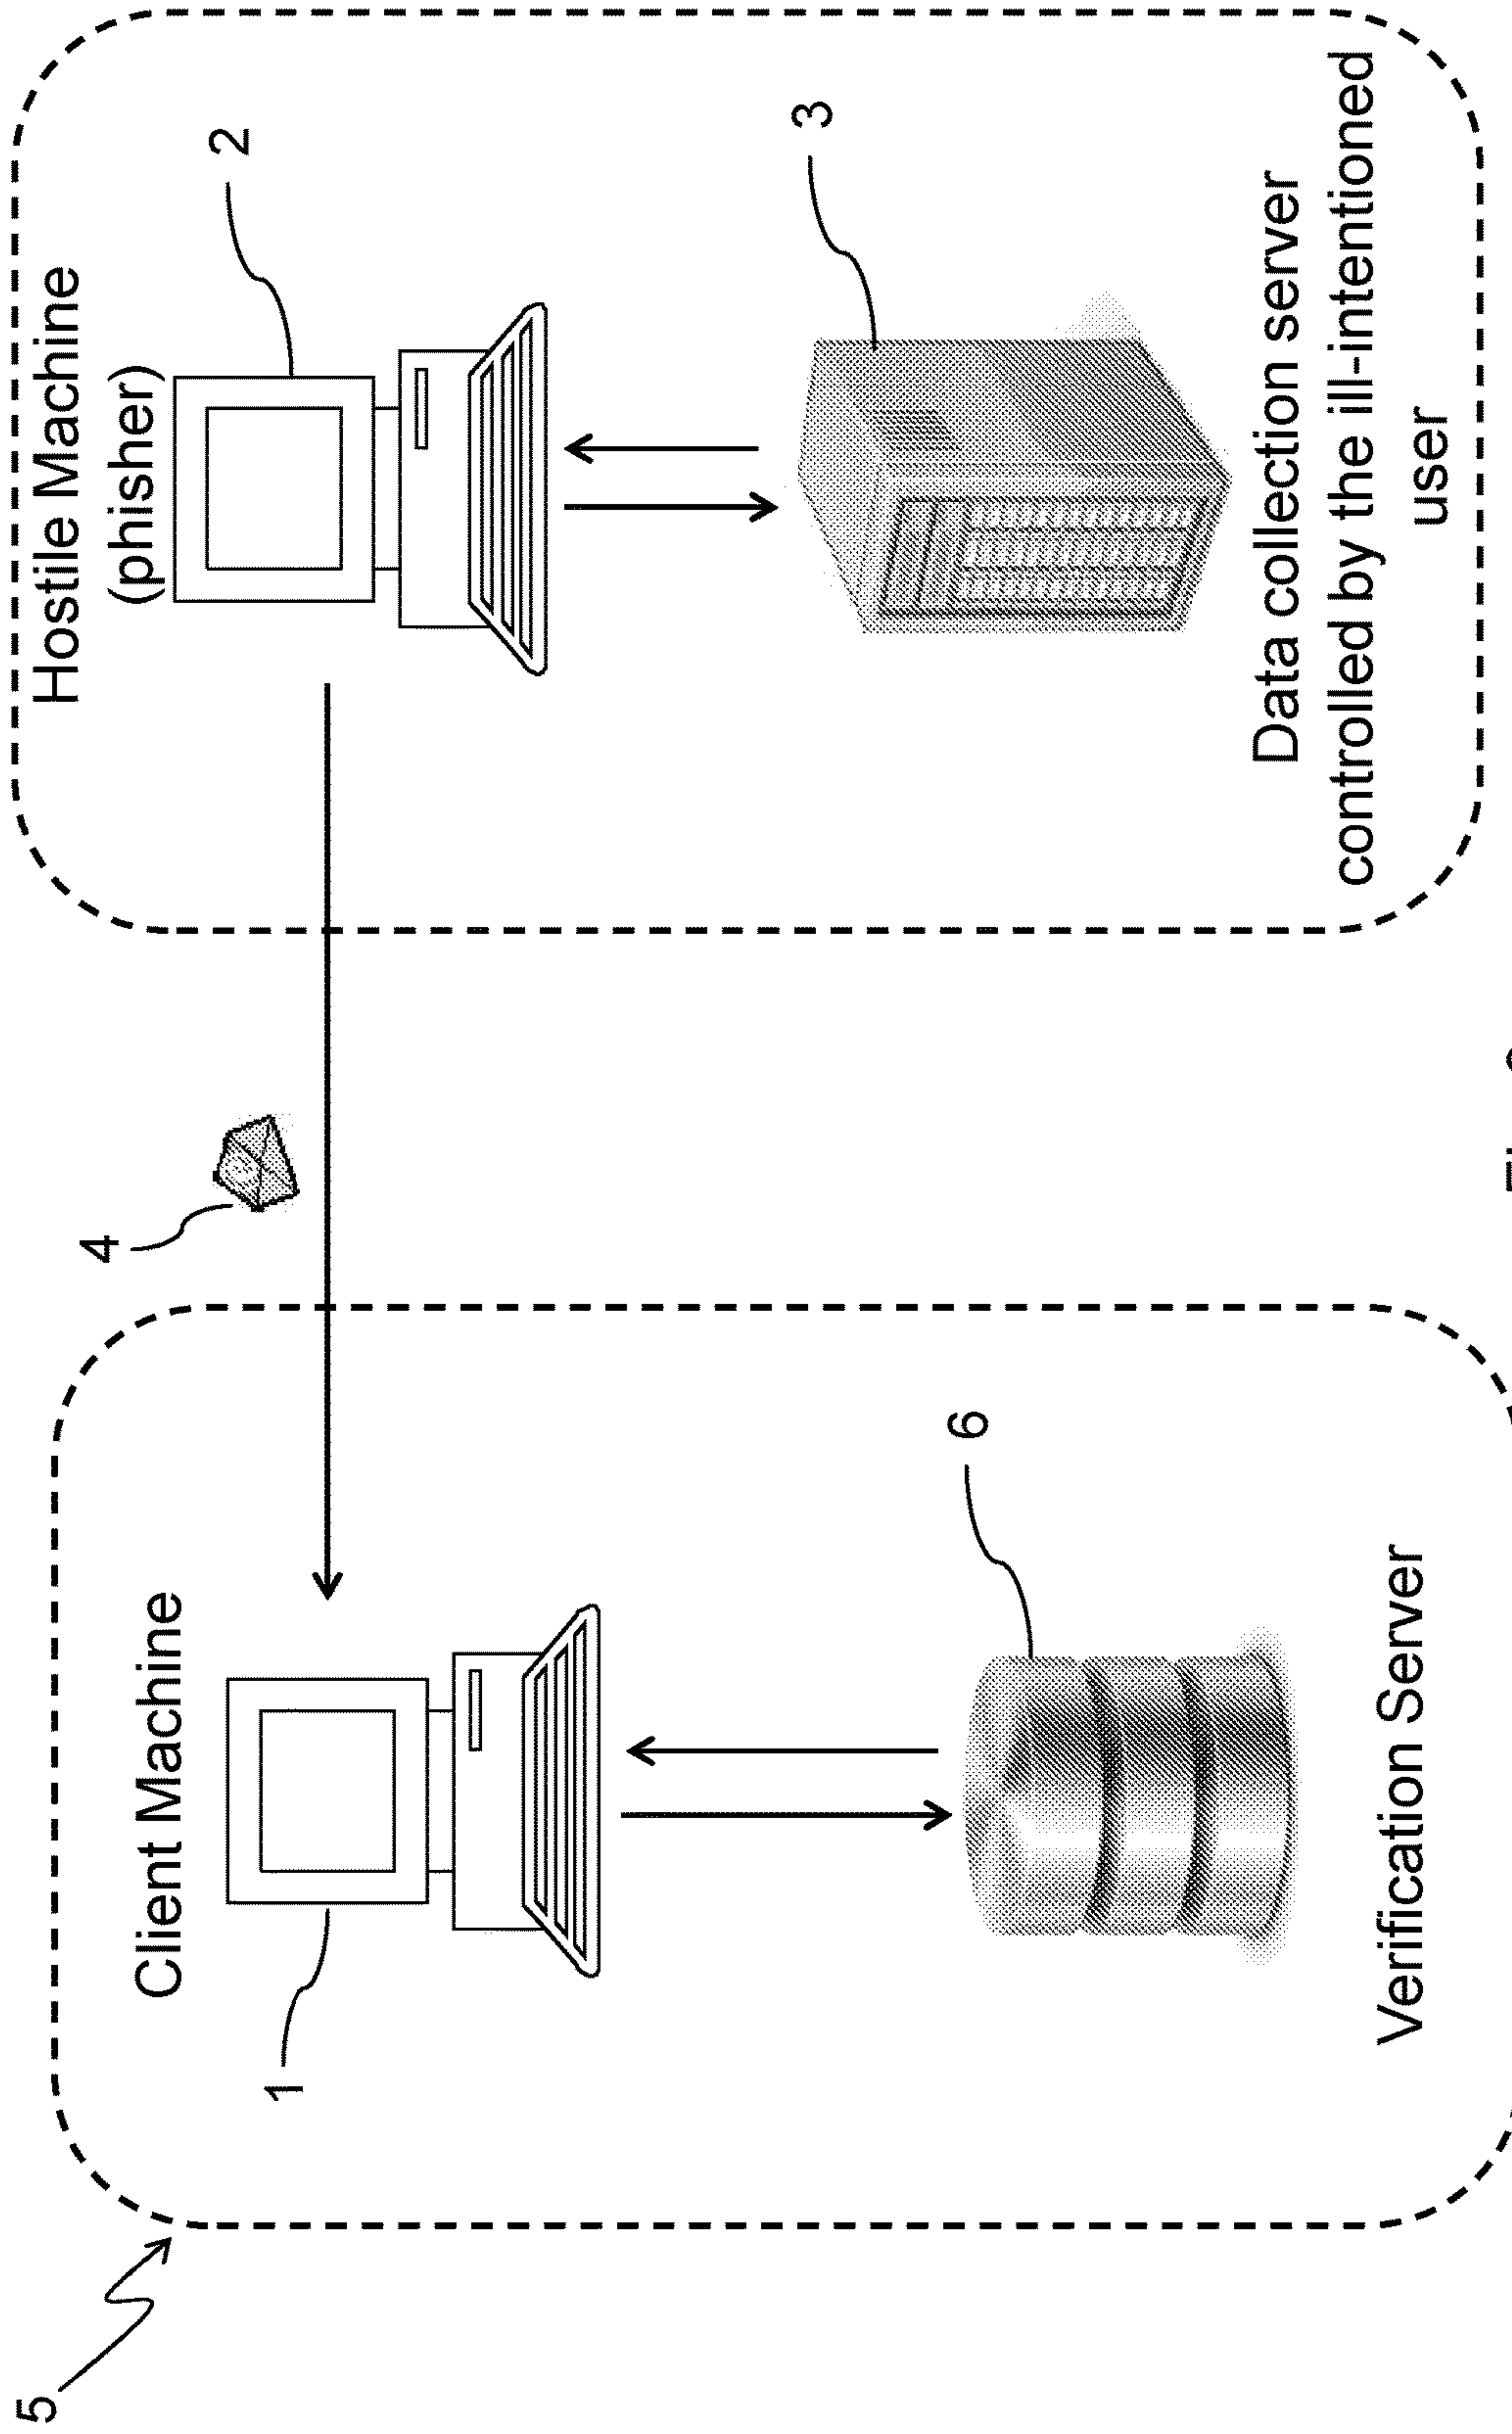 5
Client Machine
1
6
Verification Server
4
Hostile Machine
(phisher)
2
3
Data collection server
controlled by the ill-intentioned
user